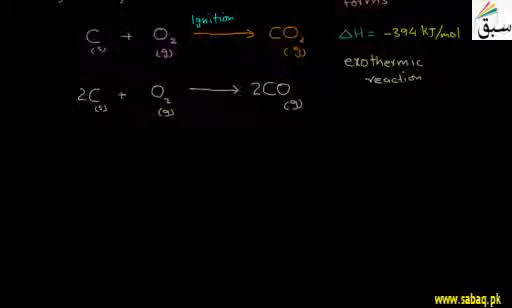 forms
Ignition
C(s) + O₂(g) ⟶ CO₂(g) ΔH = -394 kJ/mol
exothermic
reaction
2C(s) + O₂(g) ⟶ 2CO(g)
سبق
www.sabaq.pk